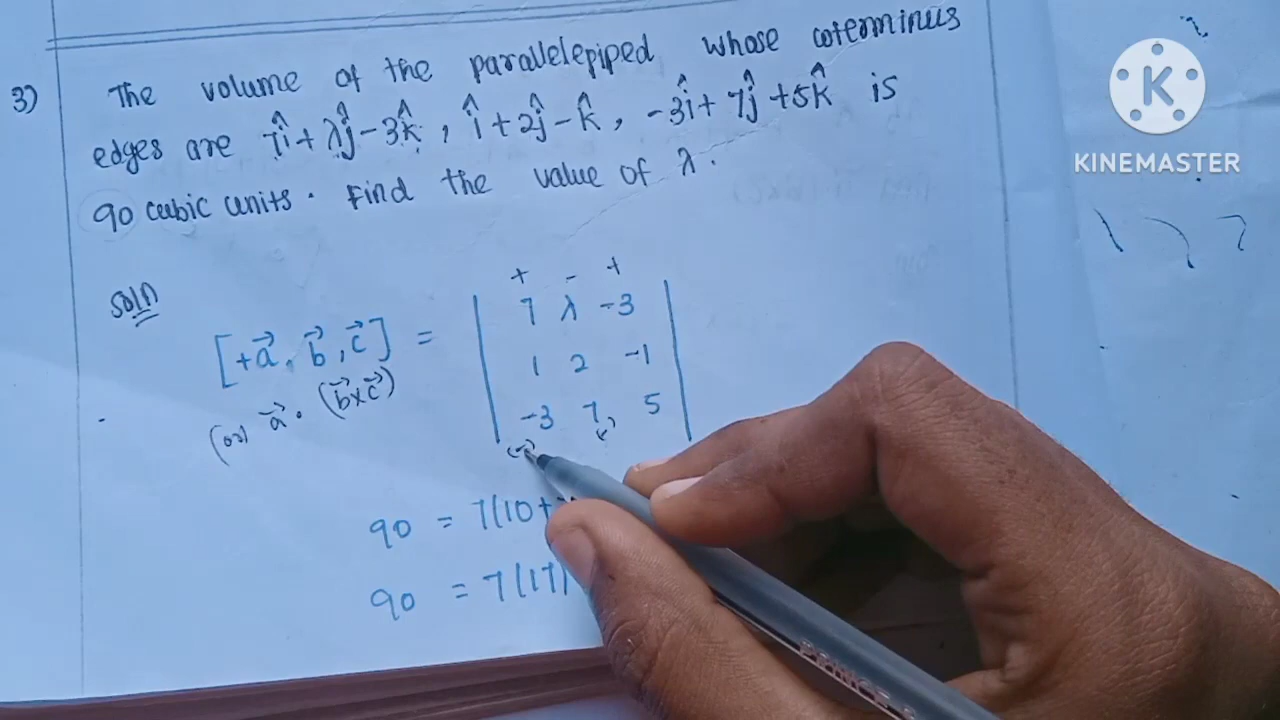 3) The volume of the parallelepiped whose coterminus
edges are 7î + λĵ - 3k̂, î + 2ĵ - k̂, -3î + 7ĵ + 5k̂ is
90 cubic units. Find the value of λ.
Soln
+ - +
[+a⃗, b⃗, c⃗] = | 7 λ -3 |
| 1 2 -1 |
| -3 7 5 |
(or) a⃗ · (b⃗×c⃗)
90 = 7(10+
90 = 7(17)
KINEMASTER